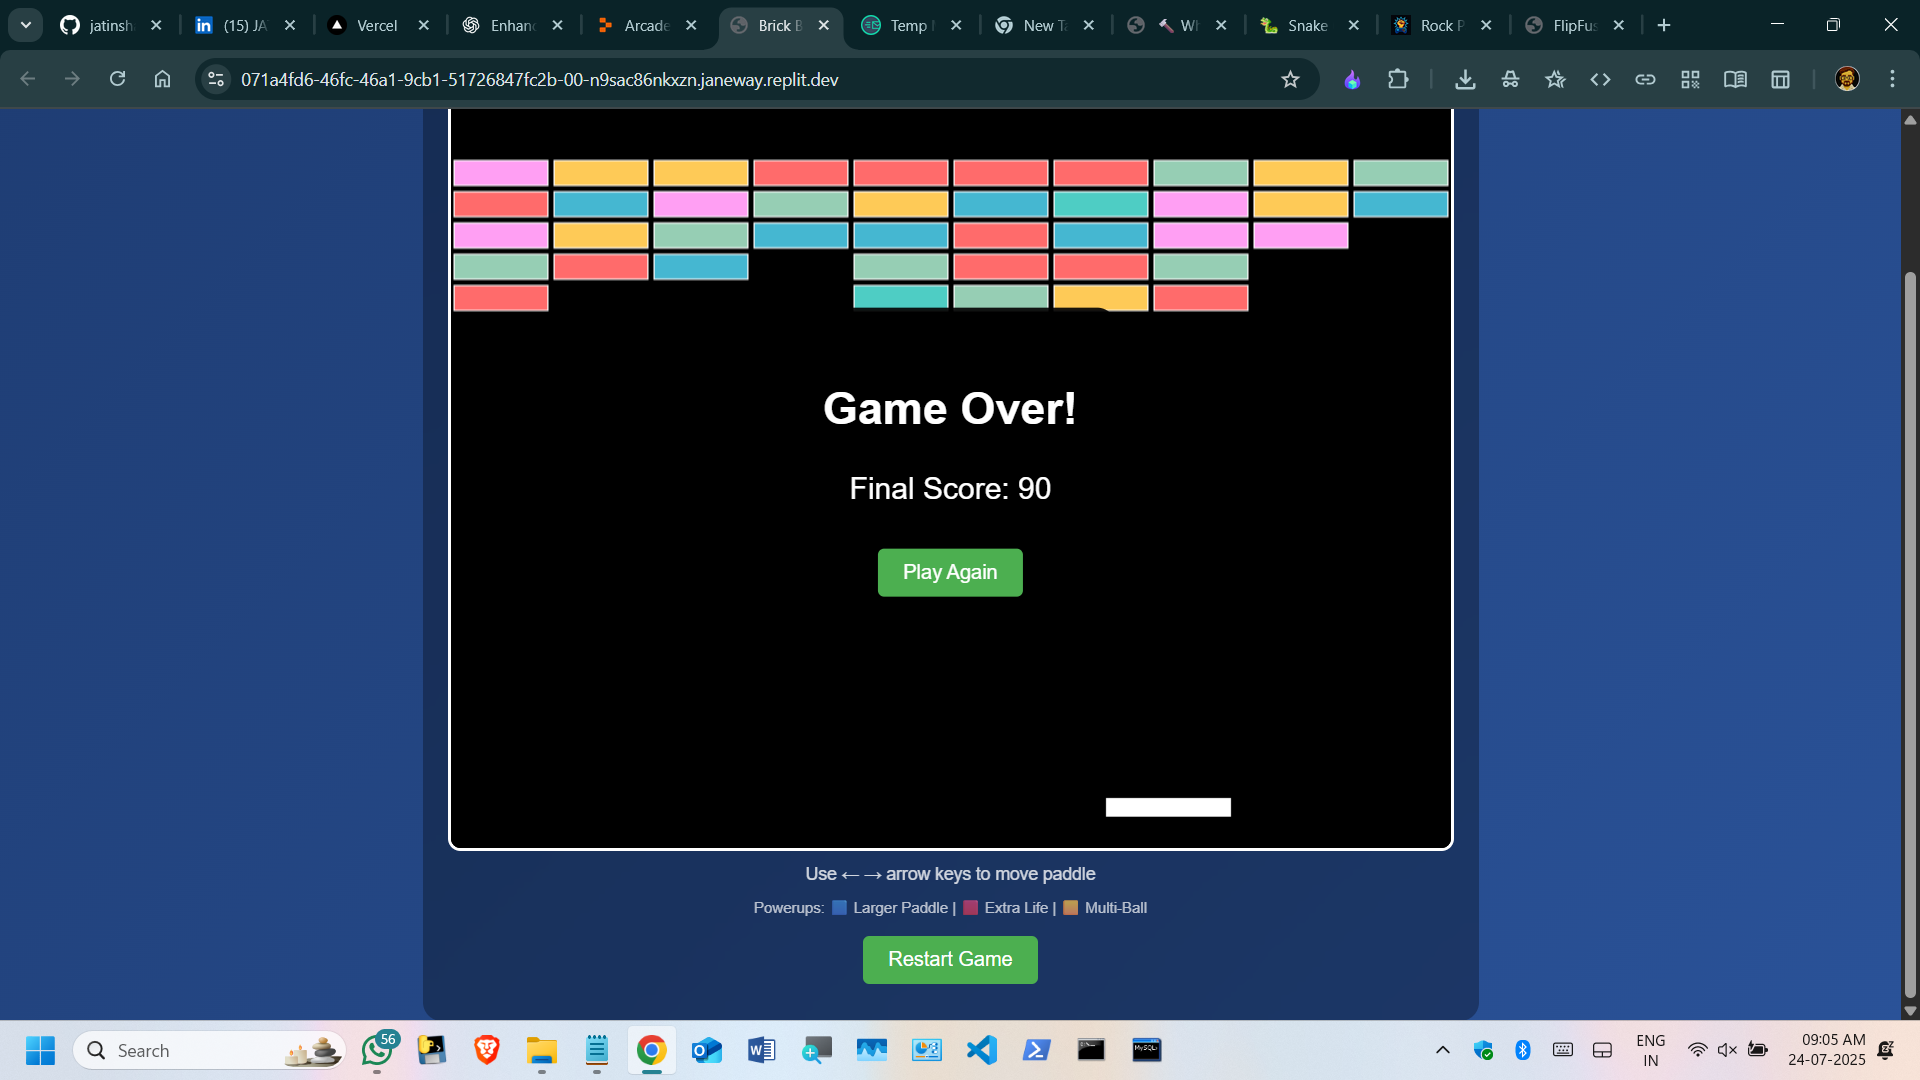 jatinsh
(15) JA
Vercel
Enhan
Arcade
Brick B
Temp
New Ta
Wh
Snake
Rock P
FlipFus
071a4fd6-46fc-46a1-9cb1-51726847fc2b-00-n9sac86nkxzn.janeway.replit.dev
Game Over!
Final Score: 90
Play Again
Use ←→ arrow keys to move paddle
Powerups: Larger Paddle | Extra Life | Multi-Ball
Restart Game
Search
56
ENG
IN
09:05 AM
24-07-2025